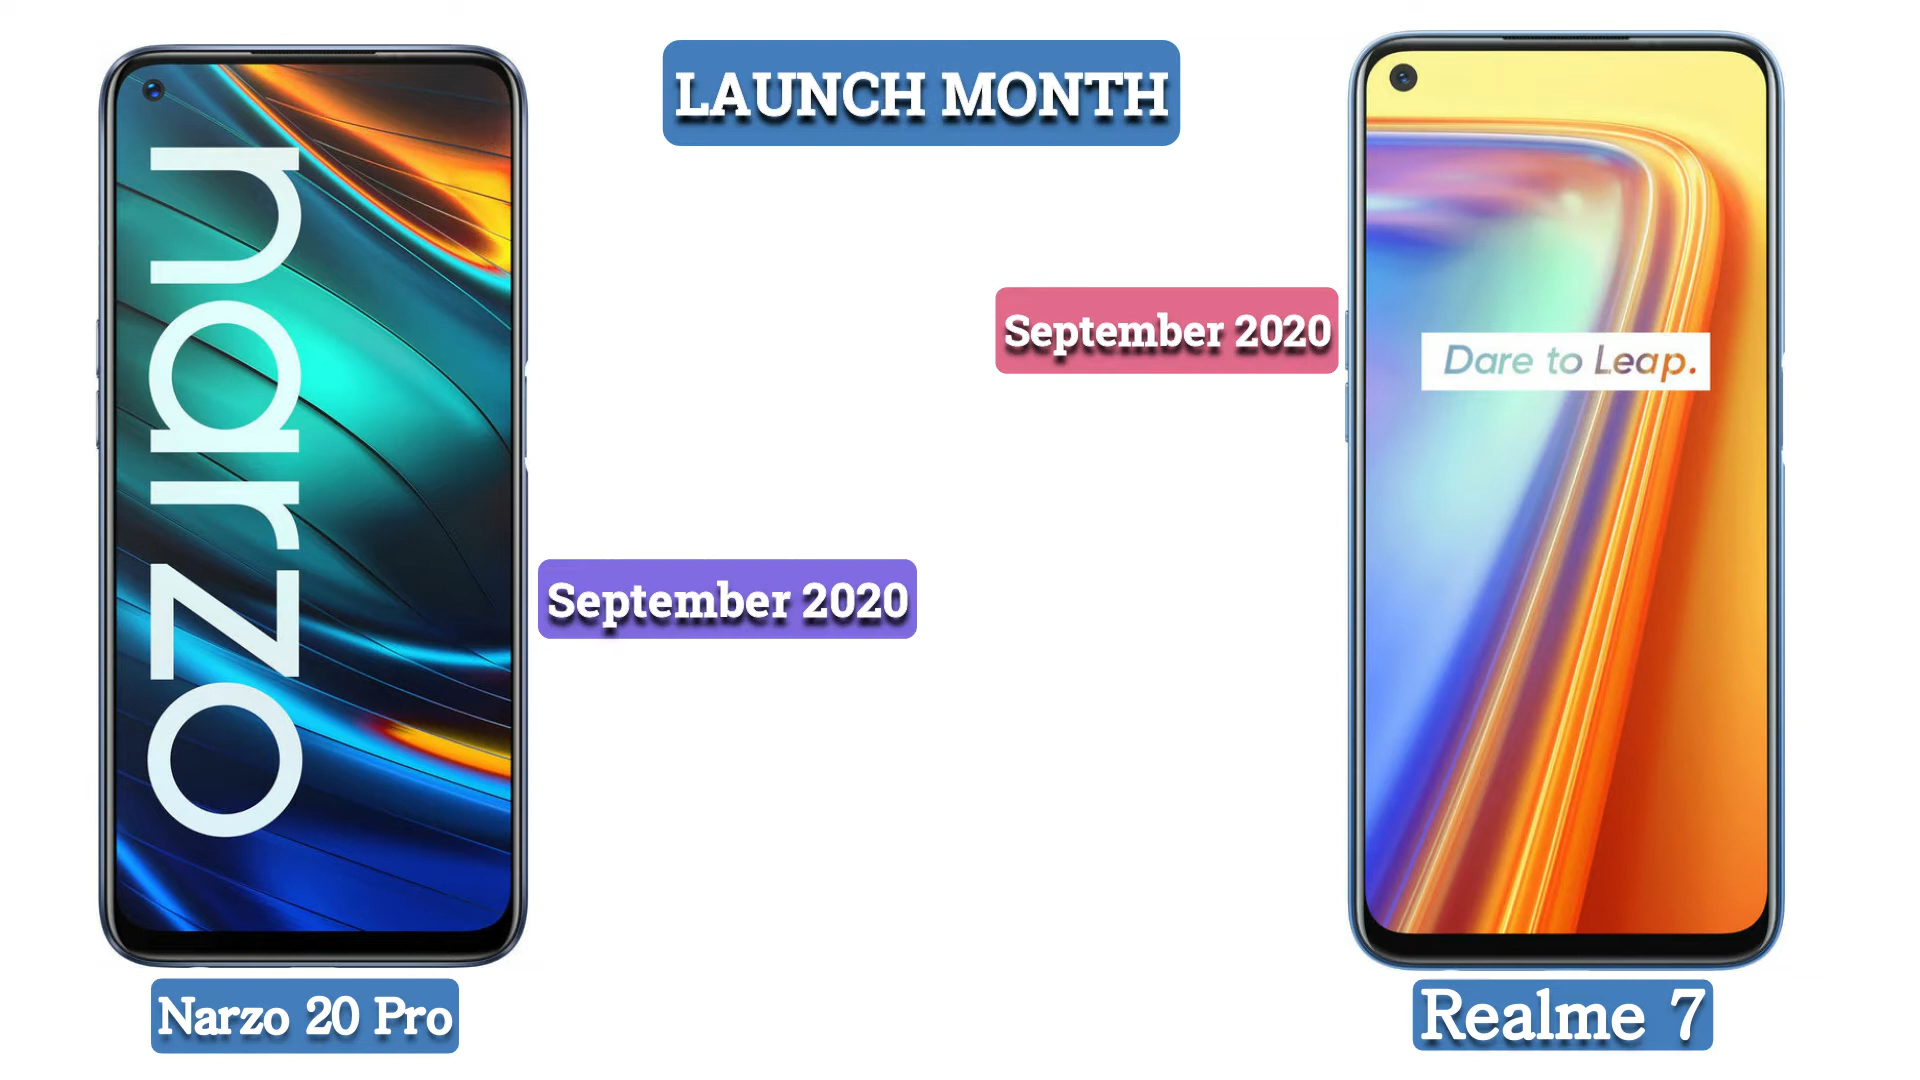 LAUNCH MONTH
narzo
September 2020
Dare to Leap.
September 2020
Narzo 20 Pro
Realme 7